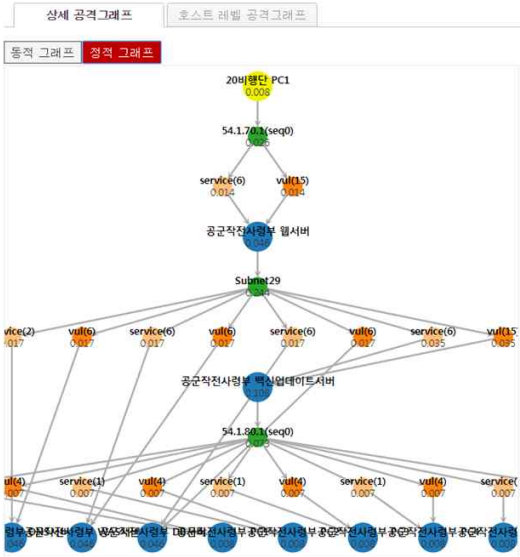 상세 공격그래프
호스트 레벨 공격그래프
동적 그래프
정적 그래프
20비행단 PC1
0.008
54.1.70.1(seq0)
0.026
service(6)
vul(15)
0.014
0.014
공군작전사령부 웹서버
0.046
Subnet29
0.244
vice(2)
vul(6)
service(6)
vul(6)
service(6)
vul(6)
service(6)
vul(15
0.017
0.017
0.017
0.017
0.017
0.017
0.035
0.035
공군작전사령부 백신업데이트서버
0.108
54.1.80.1(seq0)
ul(4)
service(1)
vul(4)
service(1)
vul(4)
service(1)
vul(4)
service(
0.007
0.007
0.007
0.007
0.007
0.007
0.007
0.007